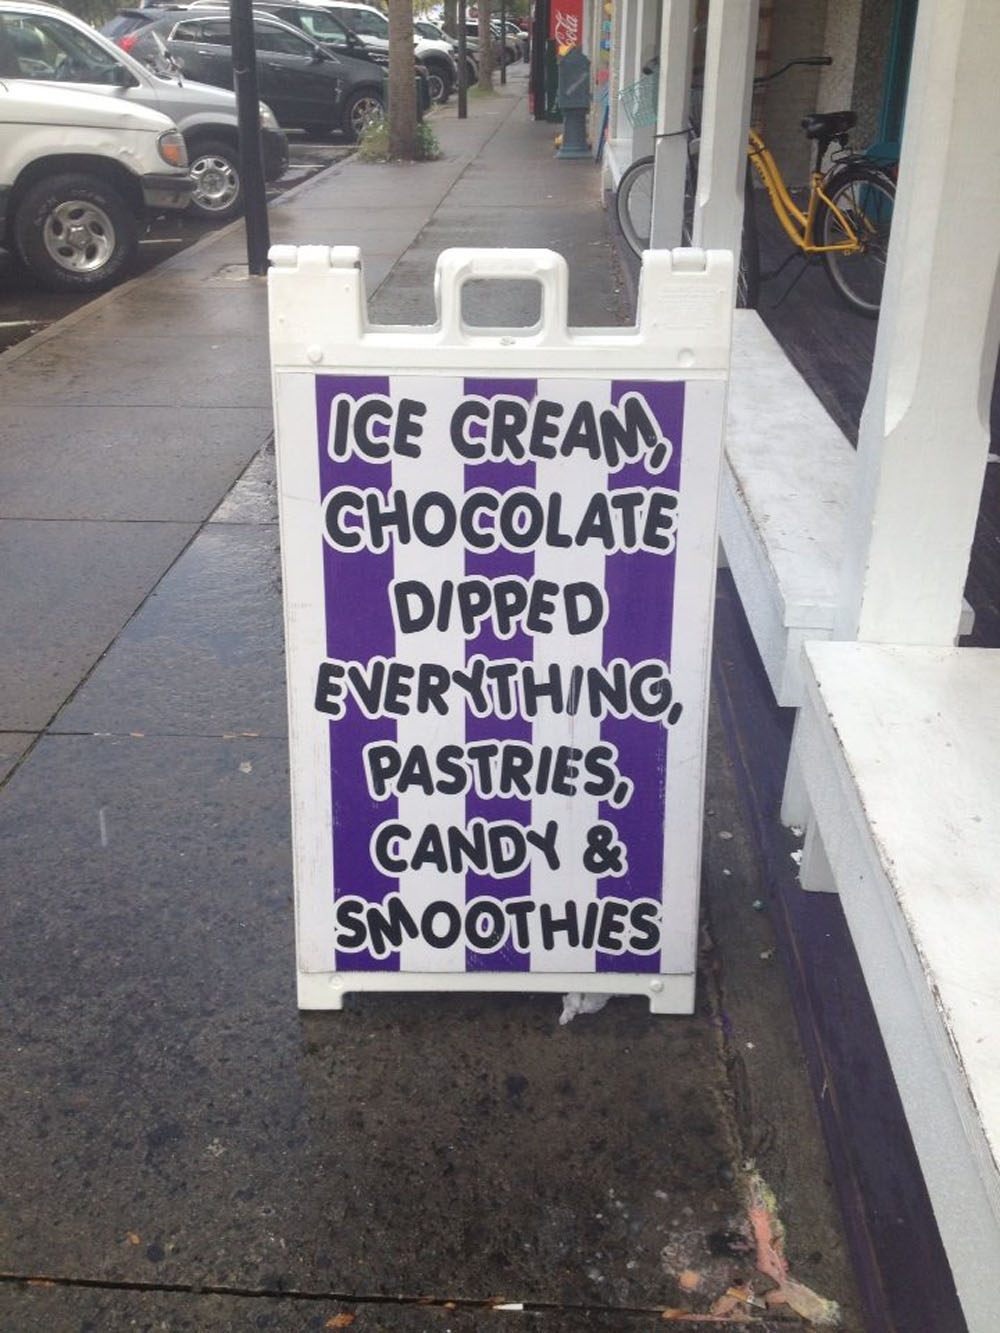 ICE CREAM,
CHOCOLATE
DIPPED
EVERYTHING,
PASTRIES,
CANDY &
SMOOTHIES